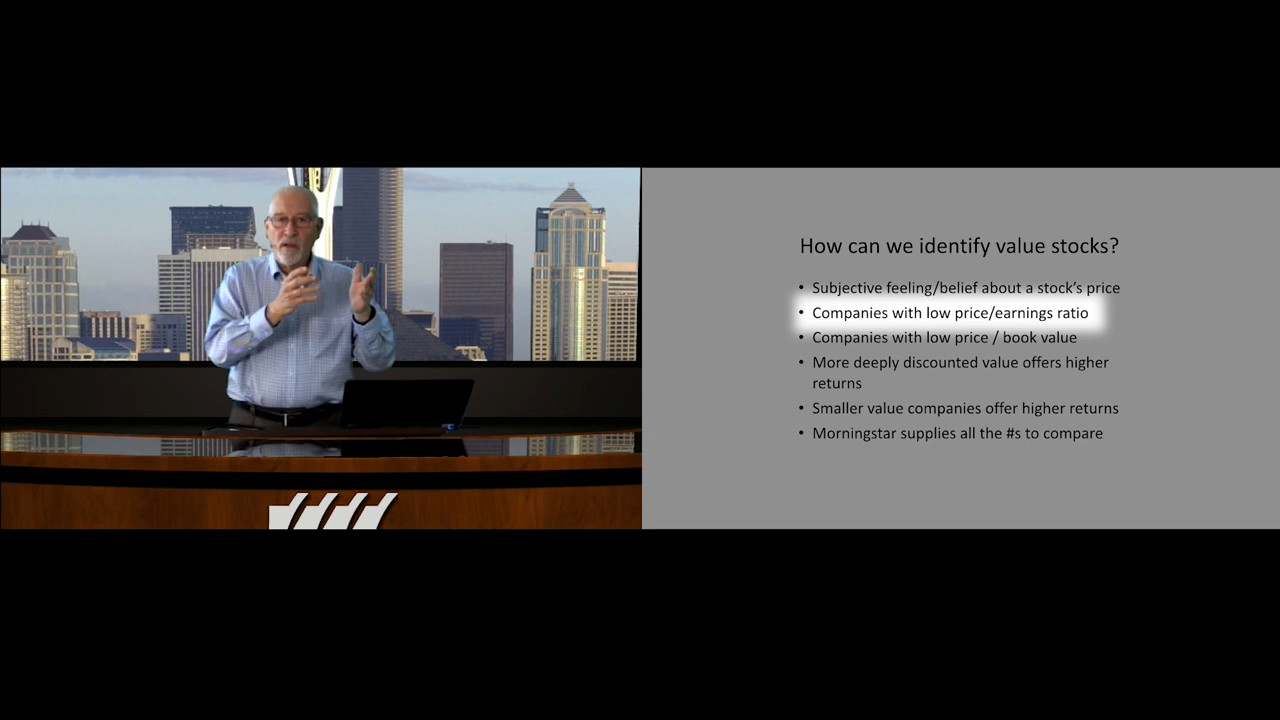 How can we identify value stocks?
• Subjective feeling/belief about a stock's price
• Companies with low price/earnings ratio
• Companies with low price / book value
• More deeply discounted value offers higher
returns
• Smaller value companies offer higher returns
• Morningstar supplies all the #s to compare